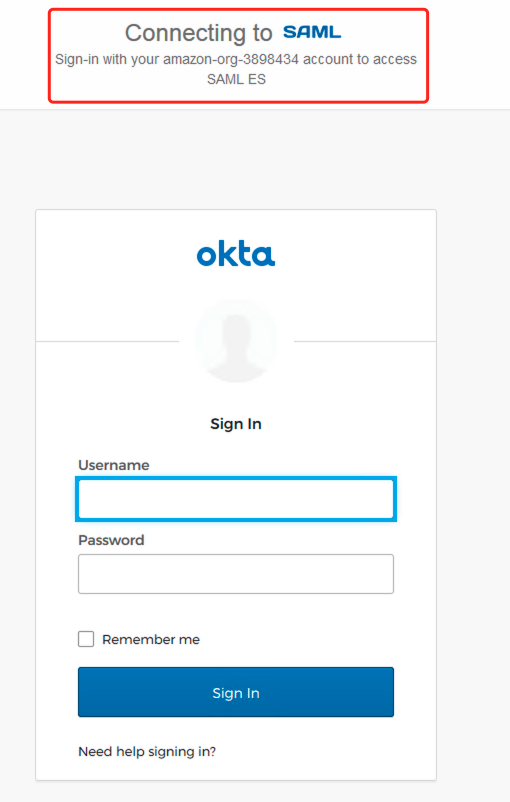 Connecting to SAML
Sign-in with your amazon-org-3898434 account to access
SAML ES
okta
Sign In
Username
Password
Remember me
Sign In
Need help signing in?